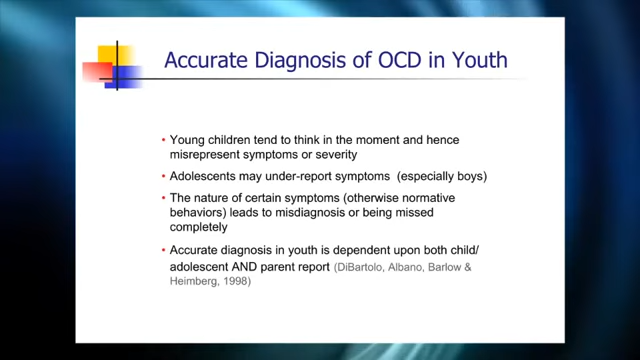 Accurate Diagnosis of OCD in Youth
• Young children tend to think in the moment and hence
misrepresent symptoms or severity
• Adolescents may under-report symptoms (especially boys)
• The nature of certain symptoms (otherwise normative
behaviors) leads to misdiagnosis or being missed
completely
• Accurate diagnosis in youth is dependent upon both child/
adolescent AND parent report (DiBartolo, Albano, Barlow &
Heimberg, 1998)